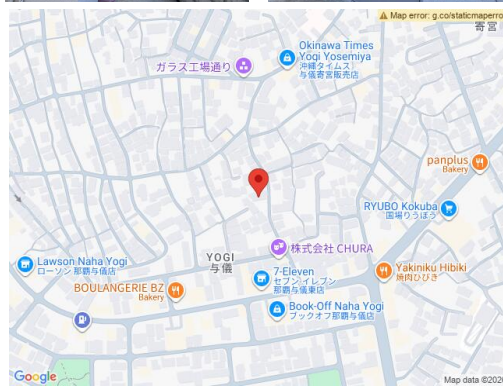 Map error: g.co/staticmaperro
寄宮
Okinawa Times
Yogi Yosemiya
沖縄タイムス
与儀寄宮販売店
ガラス工場通り
panplus
Bakery
RYUBO Kokuba
国場りうぼう
株式会社 CHURA
YOGI
与儀
Lawson Naha Yogi
ローソン 那覇与儀店
7-Eleven
セブン-イレブン
那覇与儀東店
Yakiniku Hibiki
焼肉ひびき
BOULANGERIE BZ
Bakery
Book-Off Naha Yogi
ブックオフ那覇与儀店
Google
Map data ©202